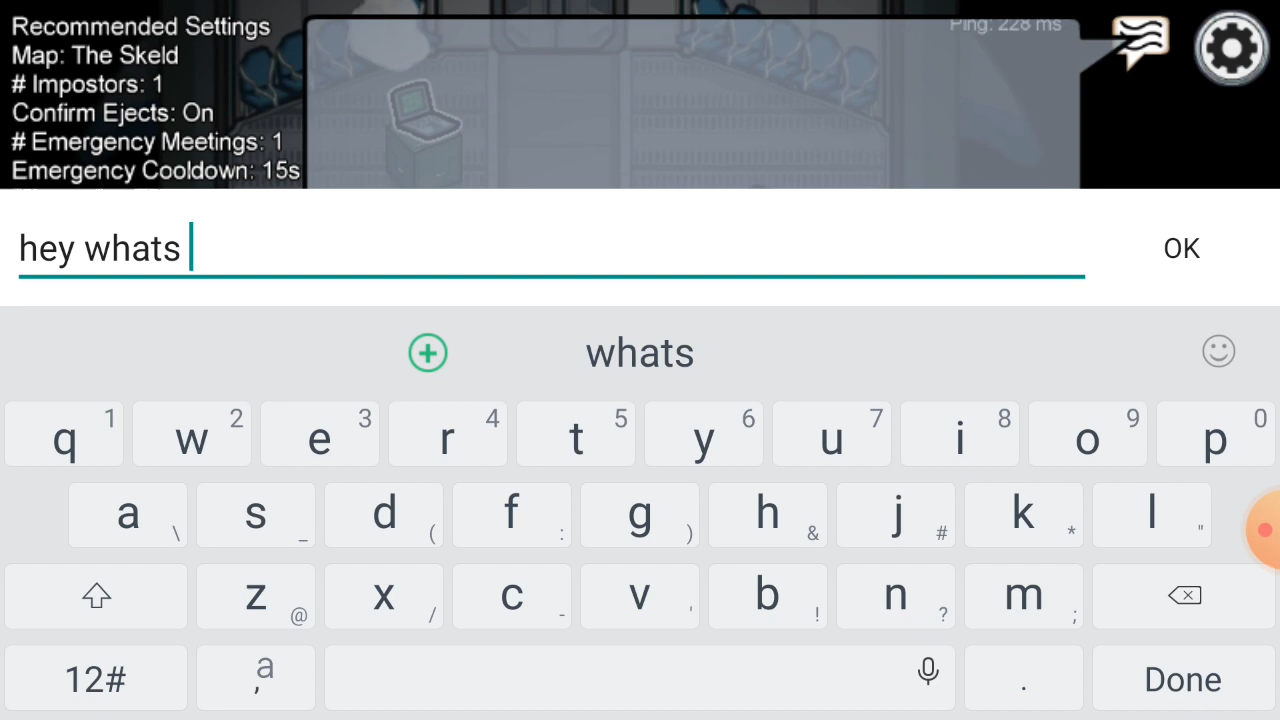 Recommended Settings
Map: The Skeld
# Impostors: 1
Confirm Ejects: On
# Emergency Meetings: 1
Emergency Cooldown: 15s
Ping: 228 ms
hey whats
OK
whats
q 1 w 2 e 3 r 4 t 5 y 6 u 7 i 8 o 9 p 0
a \ s _ d ( f : g ) h & j # k * l "
z @ x / c - v ' b ! n ? m ;
12# , a . Done